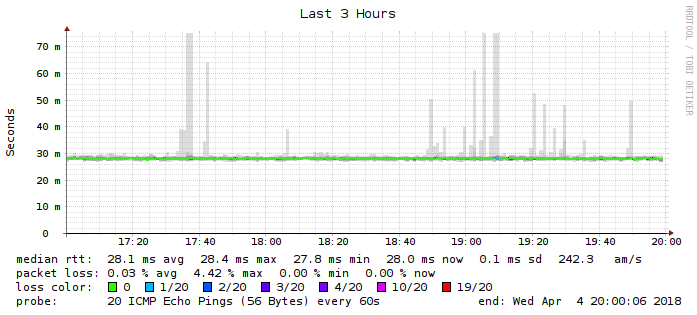 Last 3 Hours
RRDTOOL / TOBI OETIKER
Seconds
70 m
60 m
50 m
40 m
30 m
20 m
10 m
0
17:20 17:40 18:00 18:20 18:40 19:00 19:20 19:40 20:00
median rtt: 28.1 ms avg 28.4 ms max 27.8 ms min 28.0 ms now 0.1 ms sd 242.3 am/s
packet loss: 0.03 % avg 4.42 % max 0.00 % min 0.00 % now
loss color: 0 1/20 2/20 3/20 4/20 10/20 19/20
probe: 20 ICMP Echo Pings (56 Bytes) every 60s end: Wed Apr 4 20:00:06 2018